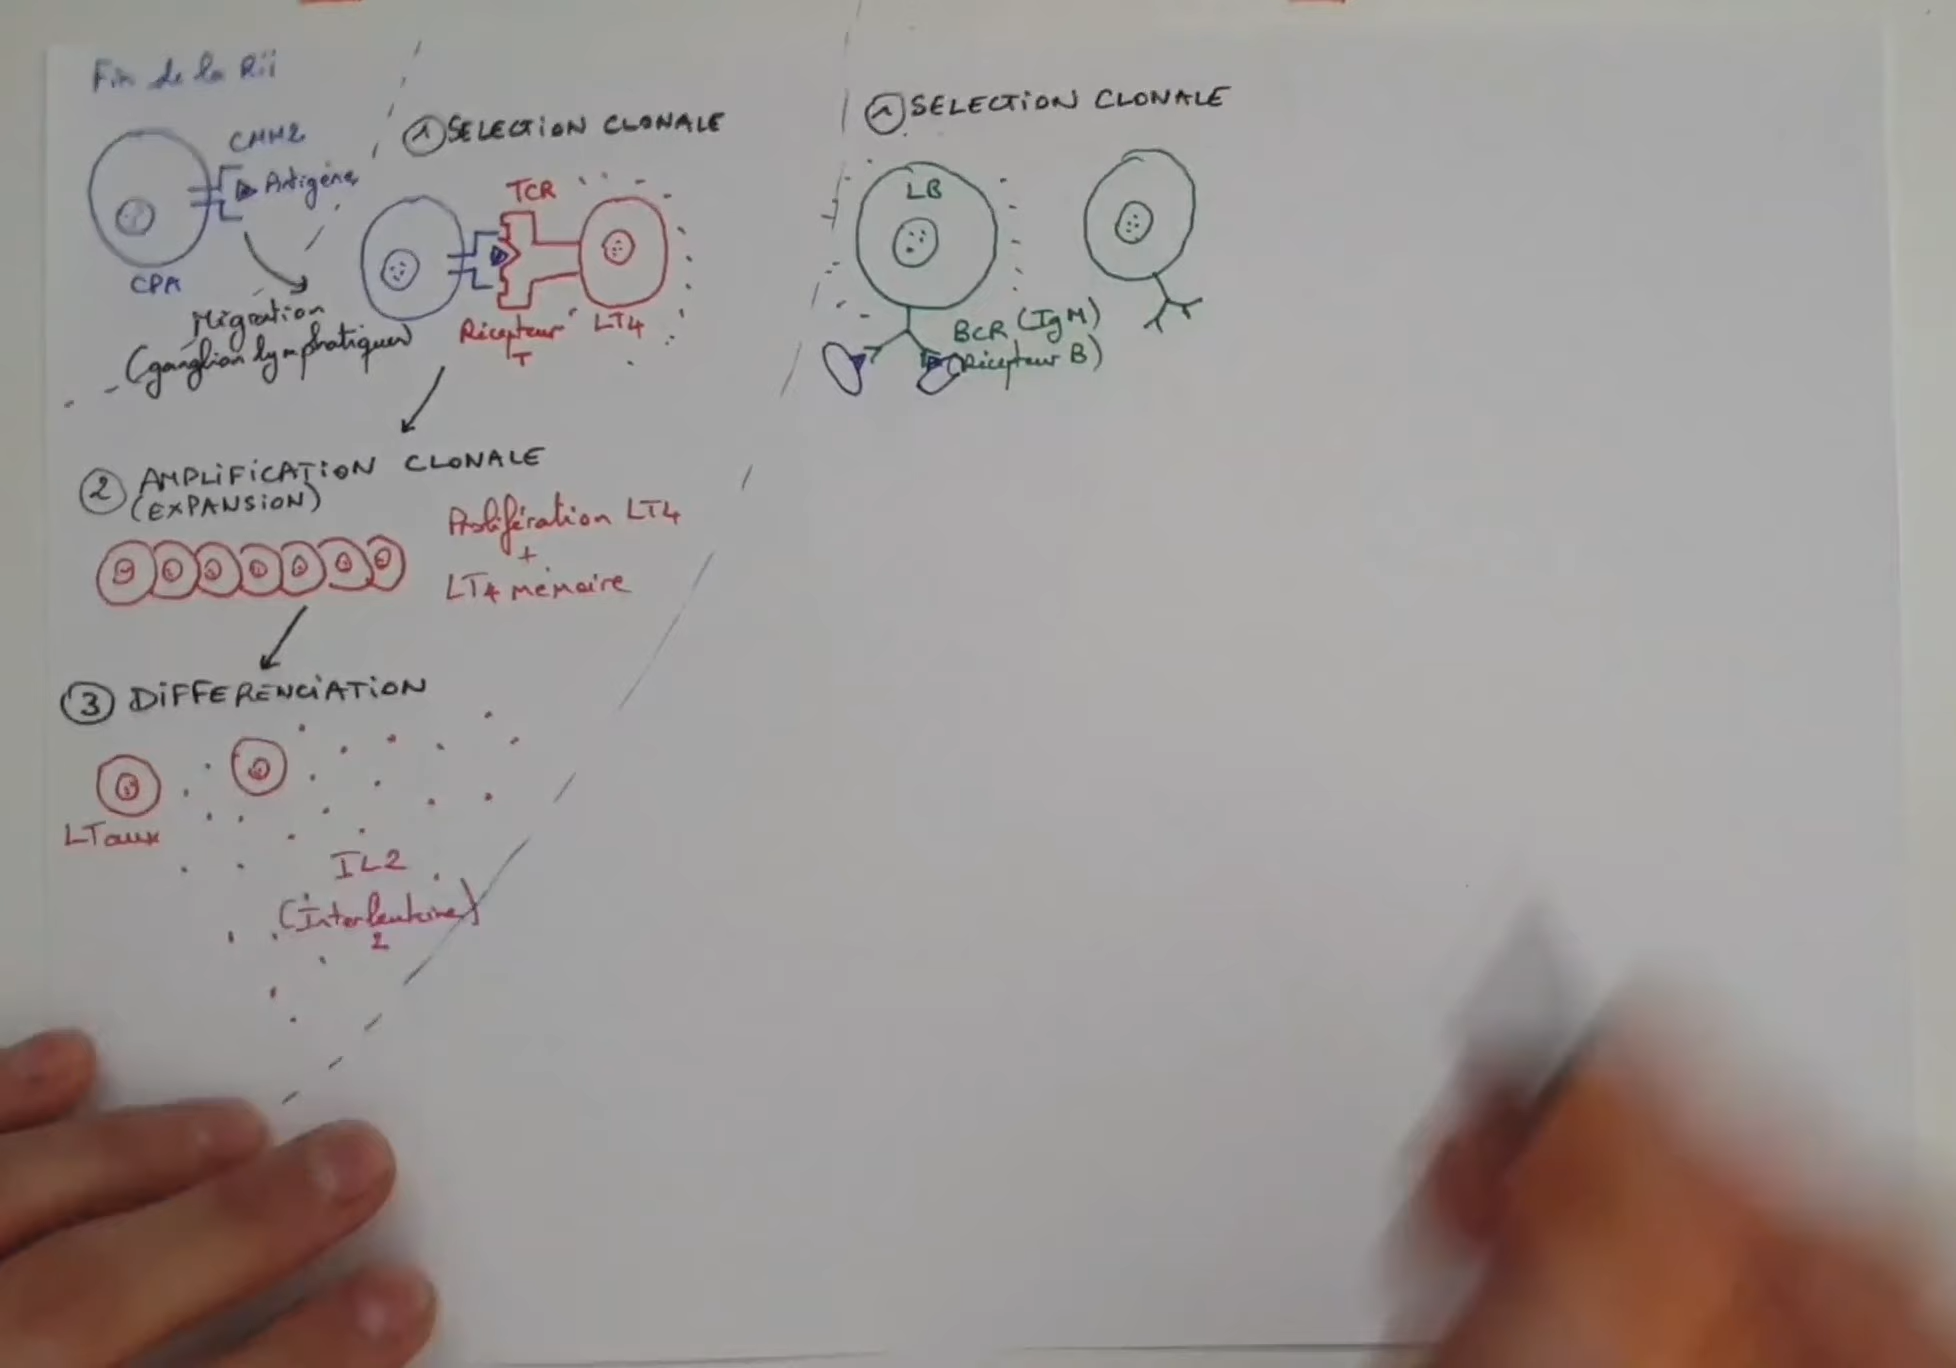 Fin de la Rii
CMH2
Antigène
CPA
Migration
(ganglion lymphatique)
① SELECTION CLONALE
TCR
Récepteur
T
LT4
② AMPLiFiCATiON CLONALE
(EXPANSiON)
Prolifération LT4
+
LT4 mémoire
③ DiFFERENCiATiON
LTaux
IL2
(Interleukine)
2
① SELECTiON CLONALE
LB
BCR (IgM)
(Récepteur B)